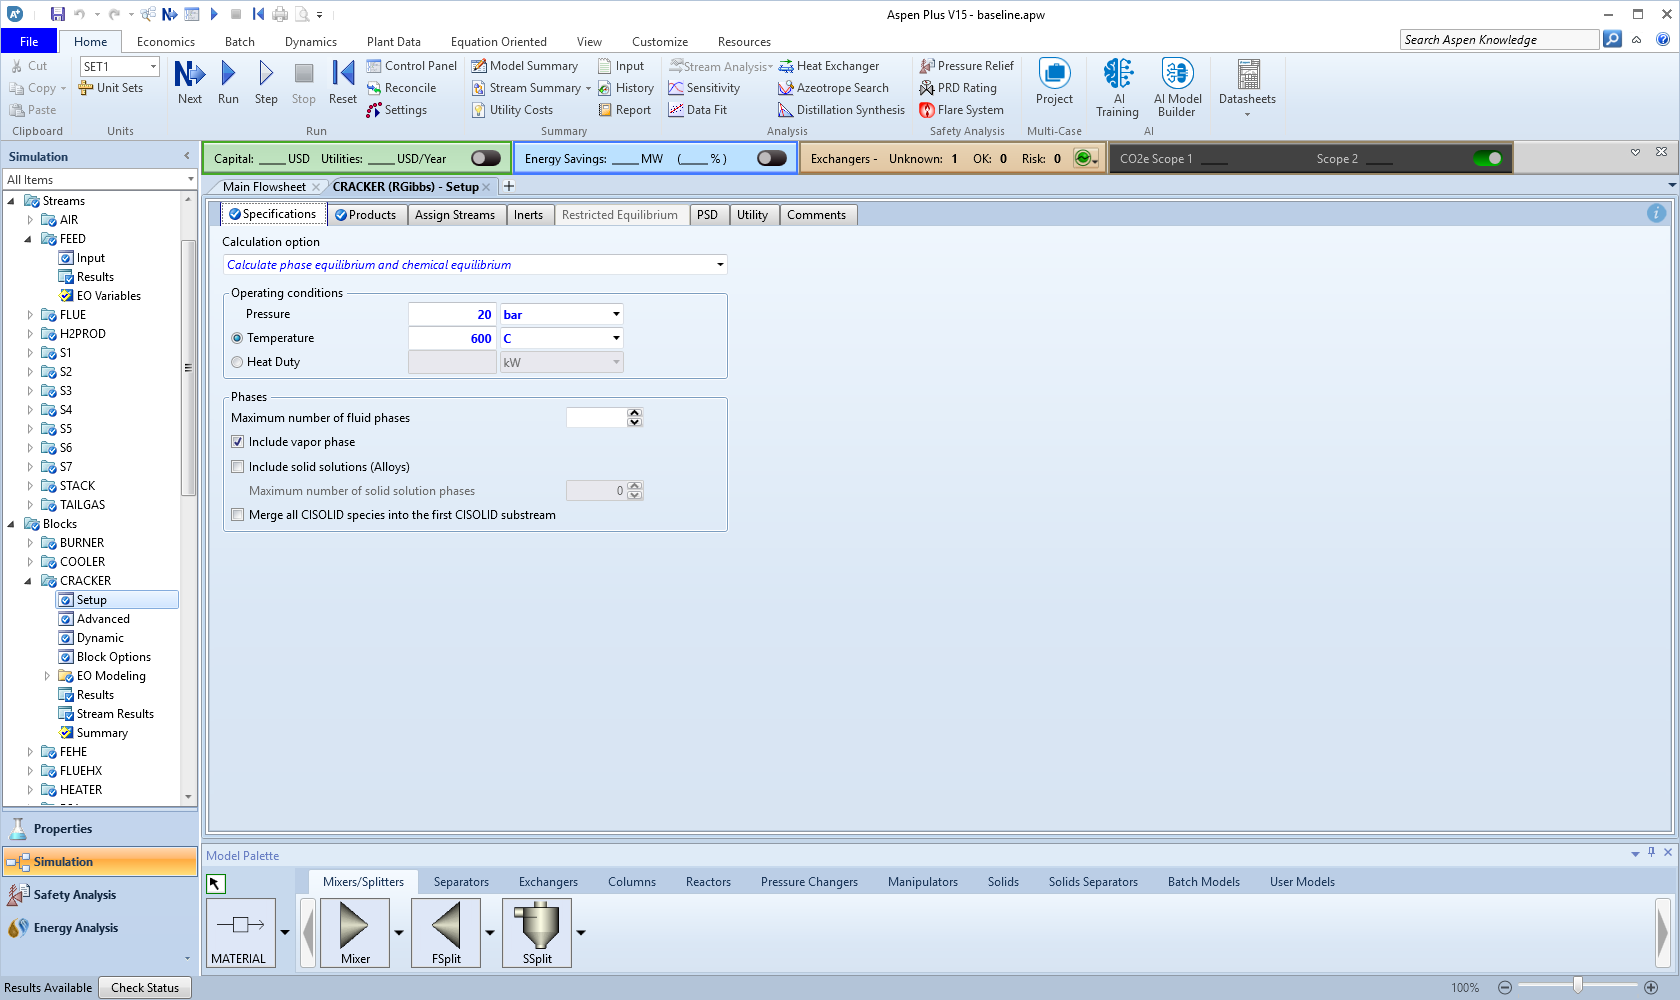 Aspen Plus V15 - baseline.apw
File Home Economics Batch Dynamics Plant Data Equation Oriented View Customize Resources
Search Aspen Knowledge
Cut
Copy
Paste
Clipboard
SET1
Unit Sets
Units
Next Run Step Stop Reset
Control Panel
Reconcile
Settings
Run
Model Summary
Stream Summary
Utility Costs
Input
History
Report
Summary
Stream Analysis
Sensitivity
Data Fit
Heat Exchanger
Azeotrope Search
Distillation Synthesis
Analysis
Pressure Relief
PRD Rating
Flare System
Safety Analysis
Project
Multi-Case
AI Training
AI Model Builder
AI
Datasheets
Capital: ____ USD Utilities: ____ USD/Year
Energy Savings: ____ MW (____ %)
Exchangers - Unknown: 1 OK: 0 Risk: 0
CO2e Scope 1 ____ Scope 2 ____
Simulation
All Items
Streams
AIR
FEED
Input
Results
EO Variables
FLUE
H2PROD
S1
S2
S3
S4
S5
S6
S7
STACK
TAILGAS
Blocks
BURNER
COOLER
CRACKER
Setup
Advanced
Dynamic
Block Options
EO Modeling
Results
Stream Results
Summary
FEHE
FLUEHX
HEATER
Properties
Simulation
Safety Analysis
Energy Analysis
Main Flowsheet CRACKER (RGibbs) - Setup
Specifications Products Assign Streams Inerts Restricted Equilibrium PSD Utility Comments
Calculation option
Calculate phase equilibrium and chemical equilibrium
Operating conditions
Pressure 20 bar
Temperature 600 C
Heat Duty kW
Phases
Maximum number of fluid phases
Include vapor phase
Include solid solutions (Alloys)
Maximum number of solid solution phases 0
Merge all CISOLID species into the first CISOLID substream
Model Palette
Mixers/Splitters Separators Exchangers Columns Reactors Pressure Changers Manipulators Solids Solids Separators Batch Models User Models
MATERIAL Mixer FSplit SSplit
Results Available Check Status 100%